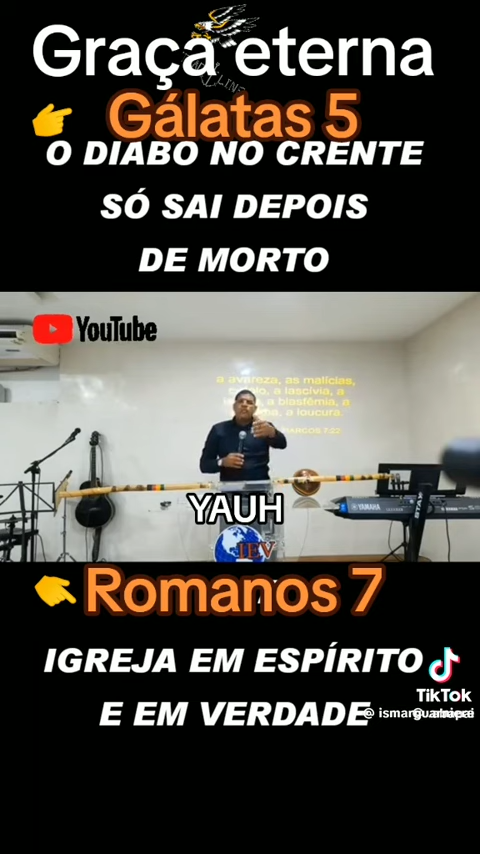 Graça eterna
👉 Gálatas 5
O DIABO NO CRENTE
SÓ SAI DEPOIS
DE MORTO
YouTube
a avareza, as malícias,
a lascívia, a
a blasfêmia, a
a loucura
MARCOS 7:22
YAMAHA
YAUH
IEV
👉 Romanos 7
IGREJA EM ESPÍRITO
E EM VERDADE
TikTok